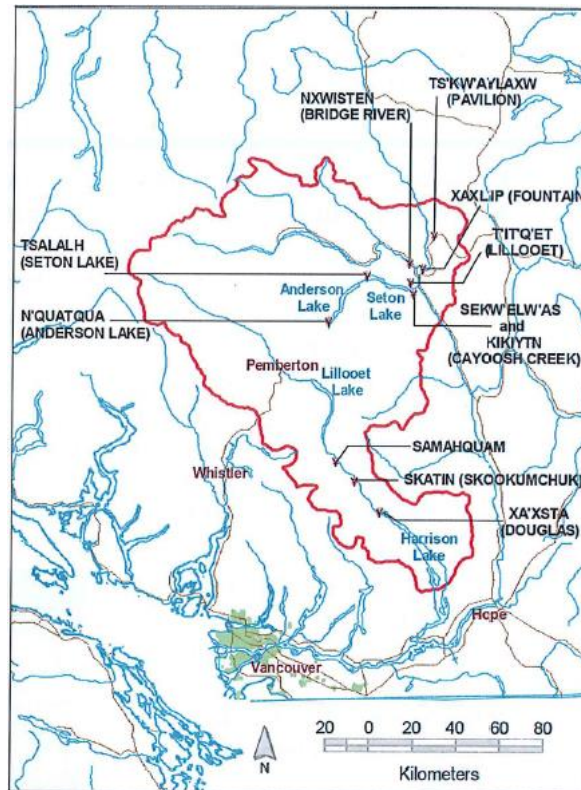 TS'KW'AYLAXW
(PAVILION)
NXWISTEN
(BRIDGE RIVER)
XAXL'IP (FOUNTAIN
T'IT'Q'ET
(LILLOOET)
TSALALH
(SETON LAKE)
Anderson
Lake
Seton
Lake
SEKW'ELW'AS
and
KIKIYTN
(CAYOOSH CREEK)
N'QUATQUA
(ANDERSON LAKE)
Pemberton
Lillooet
Lake
SAMAHQUAM
Whistler
SKATIN (SKOOKUMCHUK)
XA'XSTA
(DOUGLAS)
Harrison
Lake
Hope
Vancouver
N
20 0 20 40 60 80
Kilometers